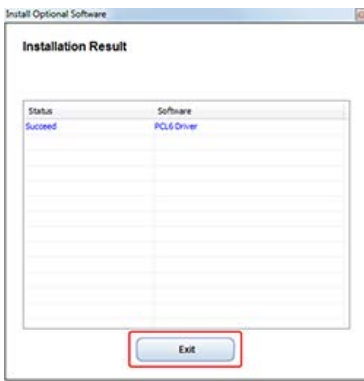 Install Optional Software
Installation Result
Status Software
Succeed PCL6 Driver
Exit